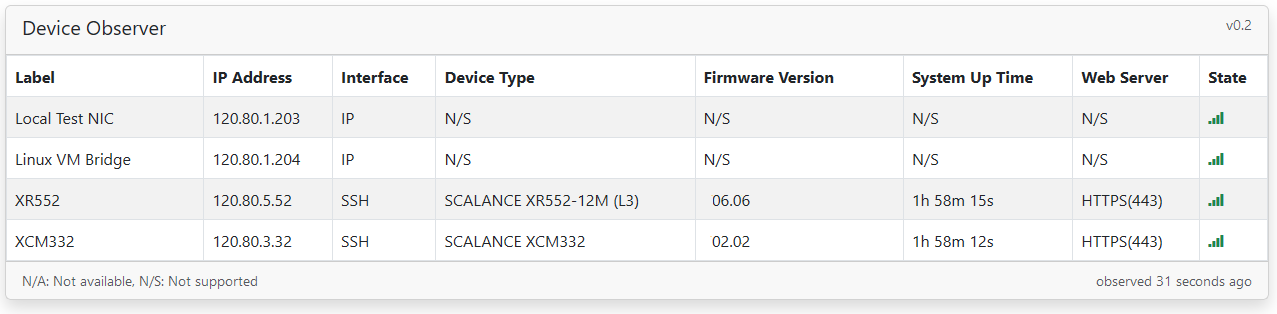 Device Observer v0.2
Label IP Address Interface Device Type Firmware Version System Up Time Web Server State
Local Test NIC 120.80.1.203 IP N/S N/S N/S N/S
Linux VM Bridge 120.80.1.204 IP N/S N/S N/S N/S
XR552 120.80.5.52 SSH SCALANCE XR552-12M (L3) 06.06 1h 58m 15s HTTPS(443)
XCM332 120.80.3.32 SSH SCALANCE XCM332 02.02 1h 58m 12s HTTPS(443)
N/A: Not available, N/S: Not supported observed 31 seconds ago